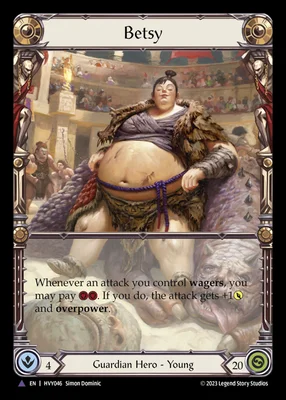 Betsy
Whenever an attack you control wagers, you
may pay. If you do, the attack gets +1
and overpower.
4 Guardian Hero - Young 20
EN | HVY046 Simon Dominic © 2023 Legend Story Studios